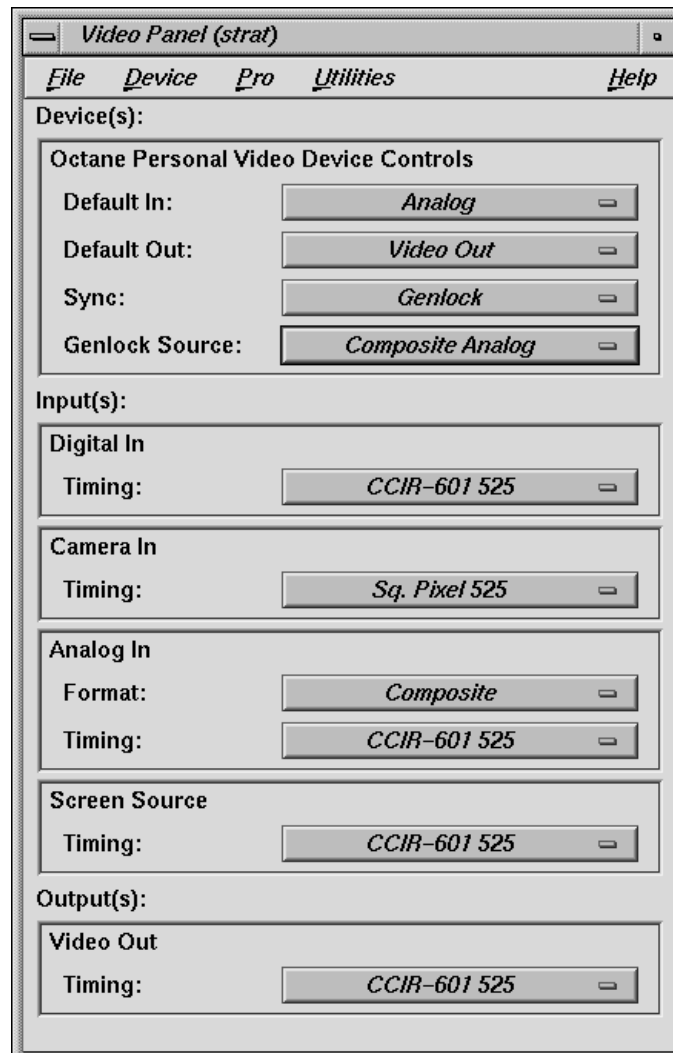 Video Panel (strat)
File Device Pro Utilities Help
Device(s):
Octane Personal Video Device Controls
Default In: Analog
Default Out: Video Out
Sync: Genlock
Genlock Source: Composite Analog
Input(s):
Digital In
Timing: CCIR-601 525
Camera In
Timing: Sq. Pixel 525
Analog In
Format: Composite
Timing: CCIR-601 525
Screen Source
Timing: CCIR-601 525
Output(s):
Video Out
Timing: CCIR-601 525